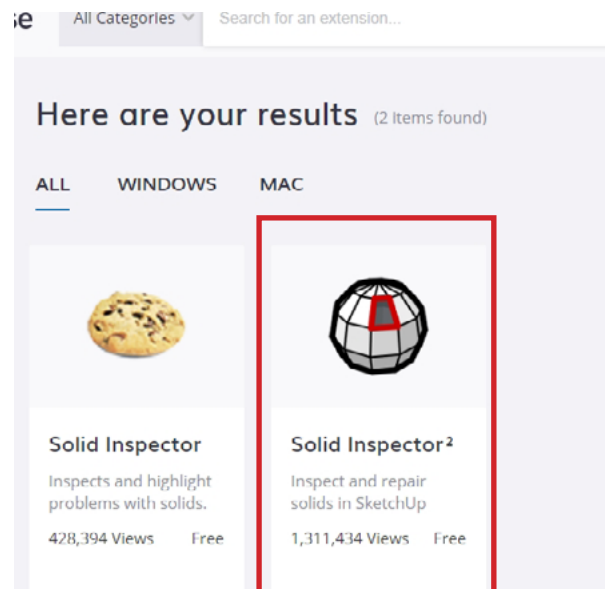 All Categories Search for an extension...
Here are your results (2 Items found)
ALL WINDOWS MAC
Solid Inspector
Inspects and highlight
problems with solids.
428,394 Views Free
Solid Inspector²
Inspect and repair
solids in SketchUp
1,311,434 Views Free